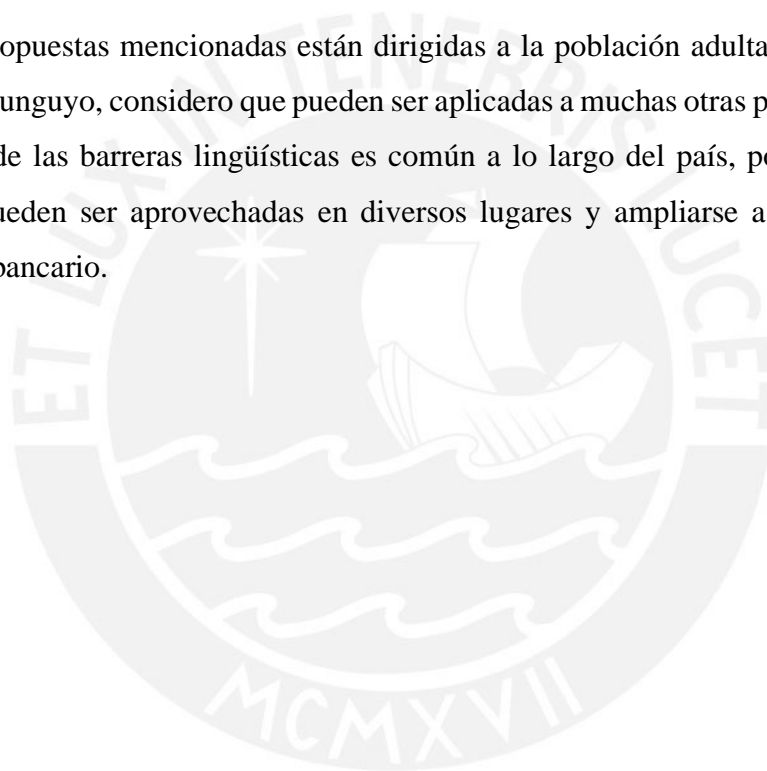 opuestas mencionadas están dirigidas a la población adulta
unguyo, considero que pueden ser aplicadas a muchas otras p
de las barreras lingüísticas es común a lo largo del país, po
ueden ser aprovechadas en diversos lugares y ampliarse a
bancario.
ET LUX IN TENEBRIS LUCET
MCMXVII